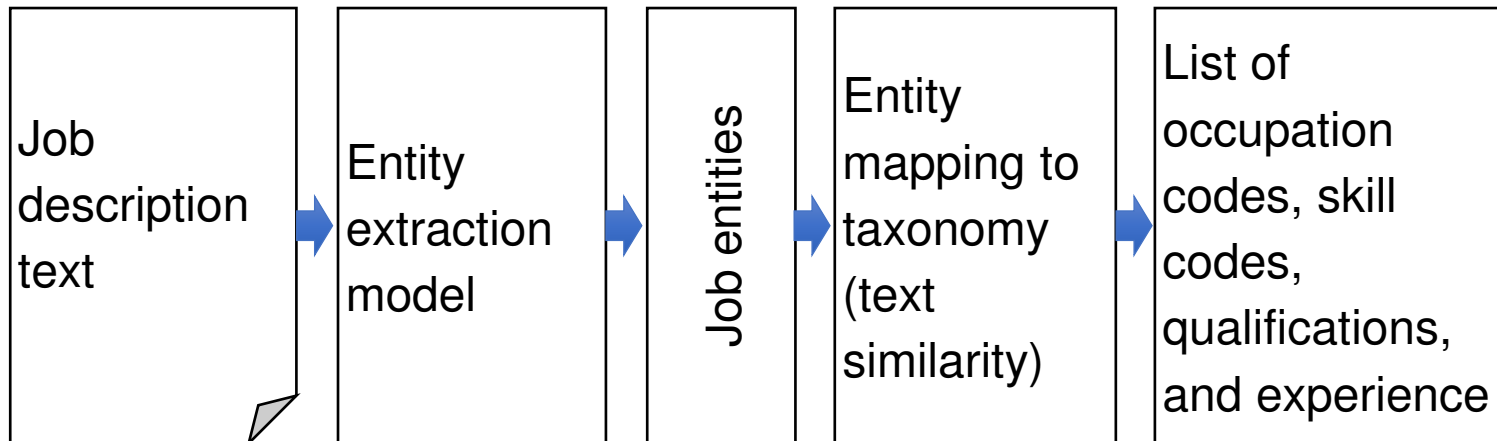 Job
description
text
Entity
extraction
model
Job entities
Entity
mapping to
taxonomy
(text
similarity)
List of
occupation
codes, skill
codes,
qualifications,
and experience